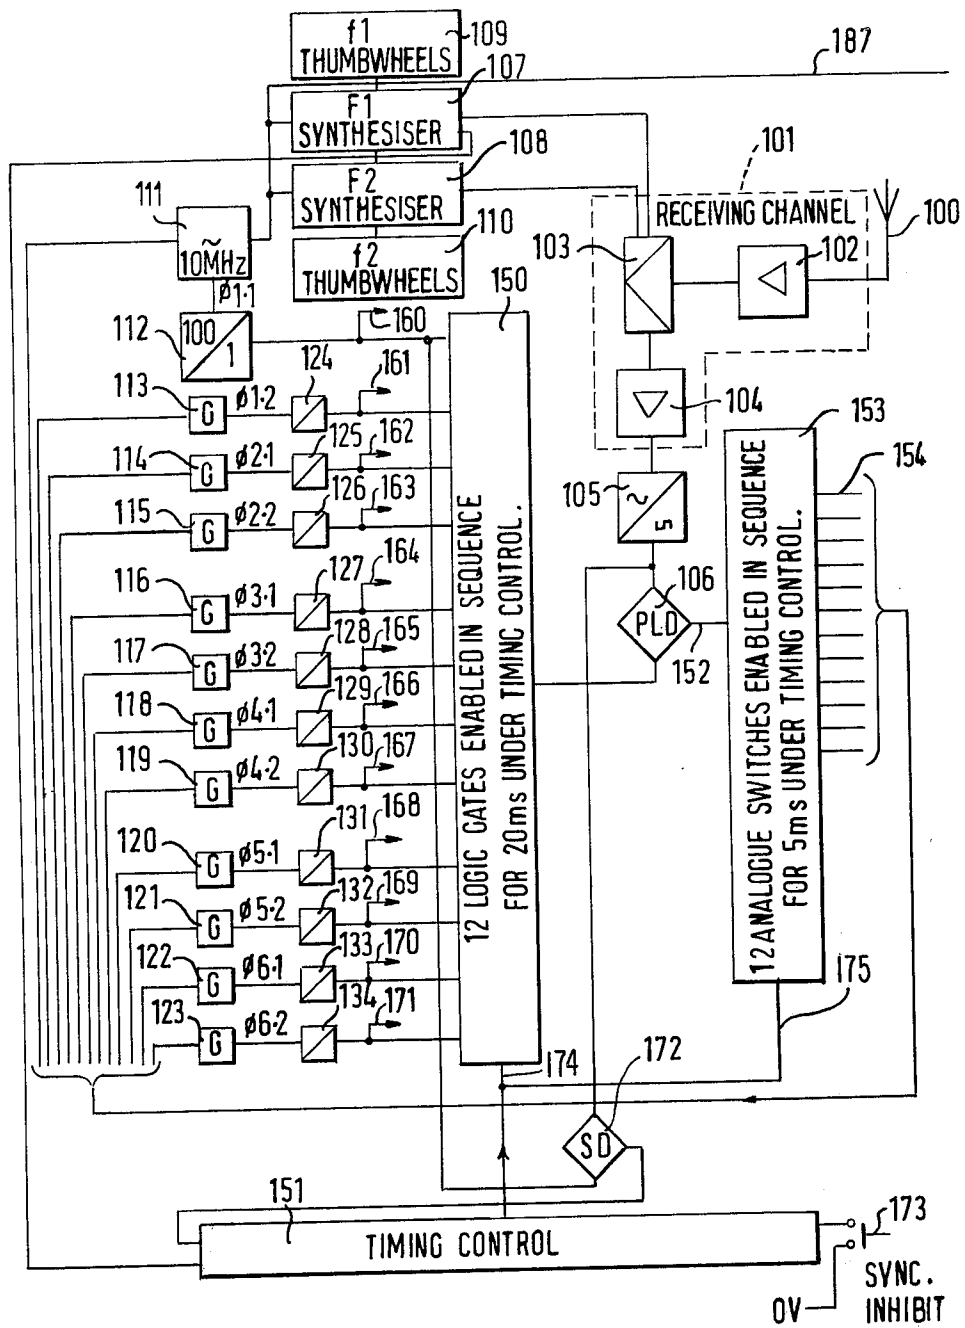 f1
THUMBWHEELS
109
187
107
F1
SYNTHESISER
108
F2
SYNTHESISER
101
111
~
10MHz
110
f2
THUMBWHEELS
RECEIVING CHANNEL
100
103
102
Ø1·1
150
112
100
1
160
113
G
Ø1·2
124
161
104
114
G
Ø2·1
125
162
153
154
115
G
Ø2·2
126
163
105
~
116
G
Ø3·1
127
164
106
PLD
152
117
G
Ø3·2
128
165
118
G
Ø4·1
129
166
119
G
Ø4·2
130
167
120
G
Ø5·1
131
168
121
G
Ø5·2
132
169
122
G
Ø6·1
133
170
123
G
Ø6·2
134
171
12 LOGIC GATES ENABLED IN SEQUENCE
FOR 20ms UNDER TIMING CONTROL.
12 ANALOGUE SWITCHES ENABLED IN SEQUENCE
FOR 5ms UNDER TIMING CONTROL.
175
174
172
SD
151
TIMING CONTROL
173
SYNC.
INHIBIT
0V